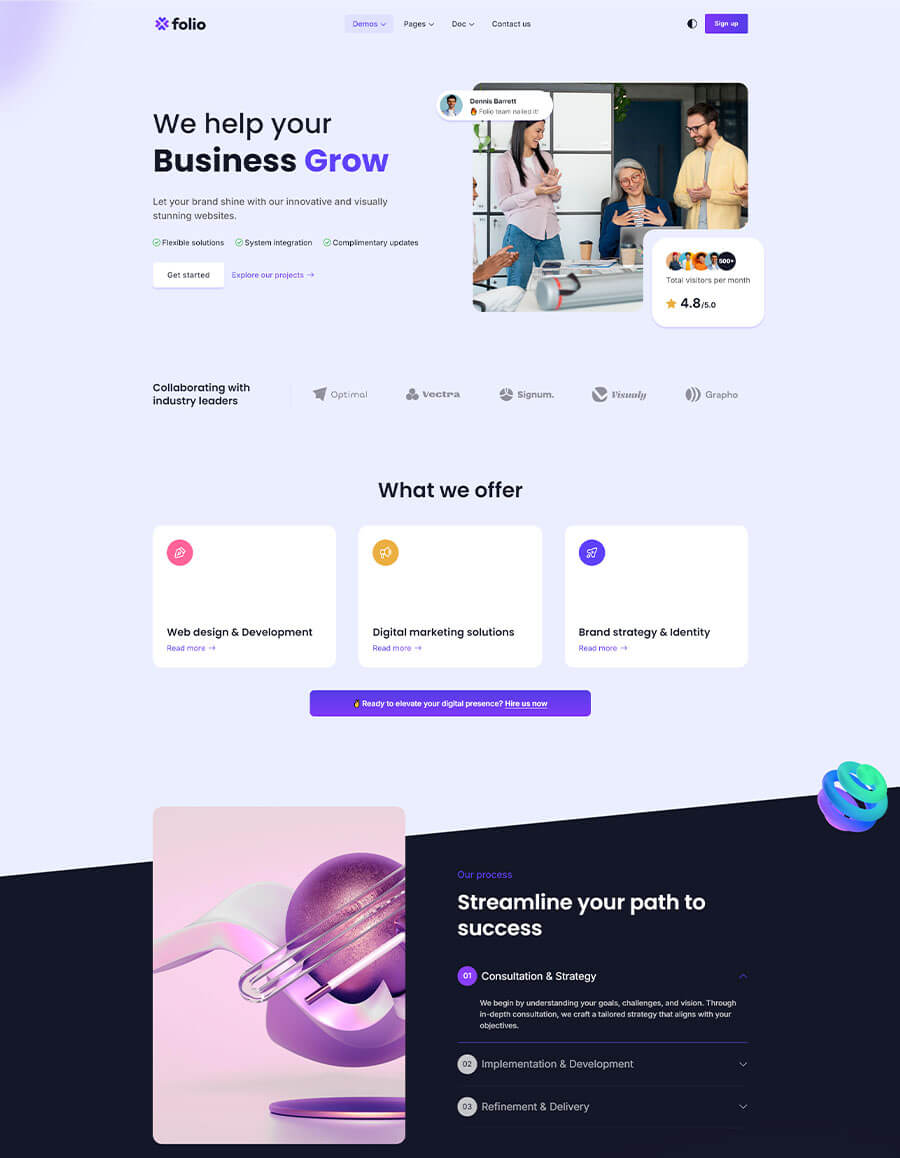 folio
Demos
Pages
Doc
Contact us
Sign up
We help your
Business Grow
Let your brand shine with our innovative and visually
stunning websites.
Flexible solutions
System integration
Complimentary updates
Get started
Explore our projects →
Dennis Barrett
🔥 Folio team nailed it!
500+
Total visitors per month
4.8/5.0
Collaborating with
industry leaders
Optimal
Vectra
Signum.
Visualy
Grapho
What we offer
Web design & Development
Read more →
Digital marketing solutions
Read more →
Brand strategy & Identity
Read more →
Ready to elevate your digital presence? Hire us now
Our process
Streamline your path to
success
01 Consultation & Strategy
We begin by understanding your goals, challenges, and vision. Through
in-depth consultation, we craft a tailored strategy that aligns with your
objectives.
02 Implementation & Development
03 Refinement & Delivery